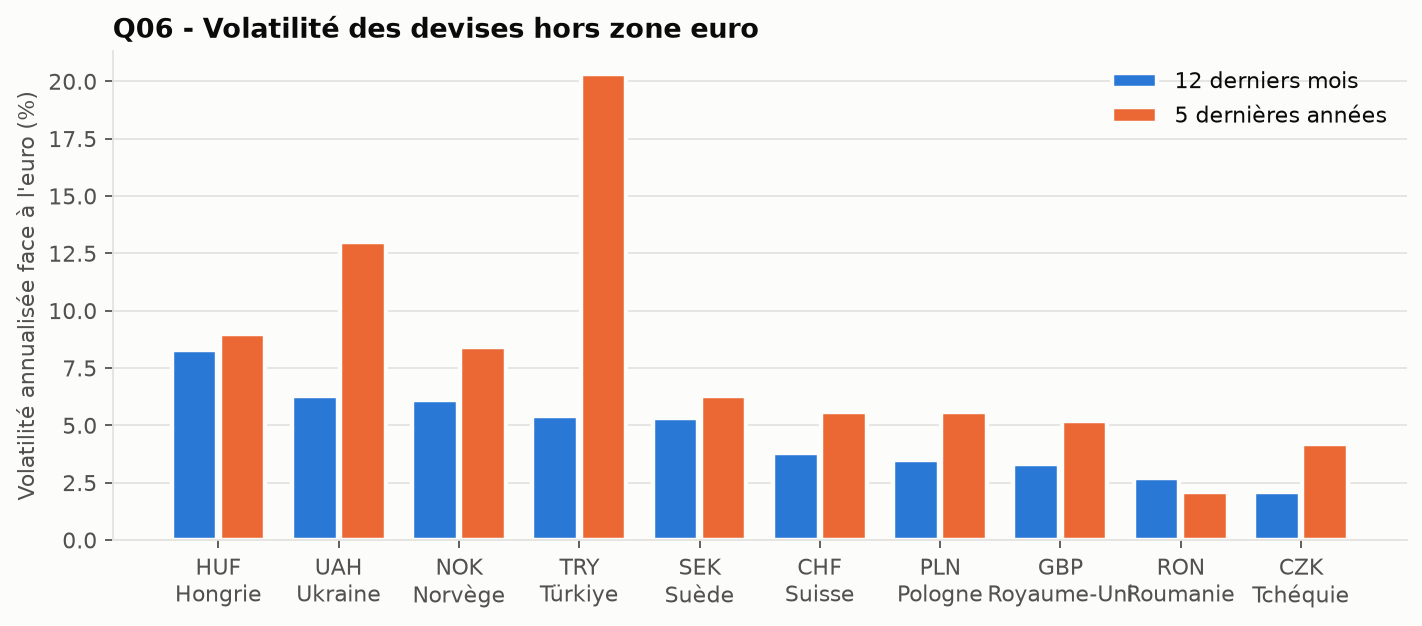 Q06 - Volatilité des devises hors zone euro
12 derniers mois
5 dernières années
Volatilité annualisée face à l'euro (%)
20.0
17.5
15.0
12.5
10.0
7.5
5.0
2.5
0.0
HUF UAH NOK TRY SEK CHF PLN GBP RON CZK
Hongrie Ukraine Norvège Türkiye Suède Suisse Pologne Royaume-Uni Roumanie Tchéquie